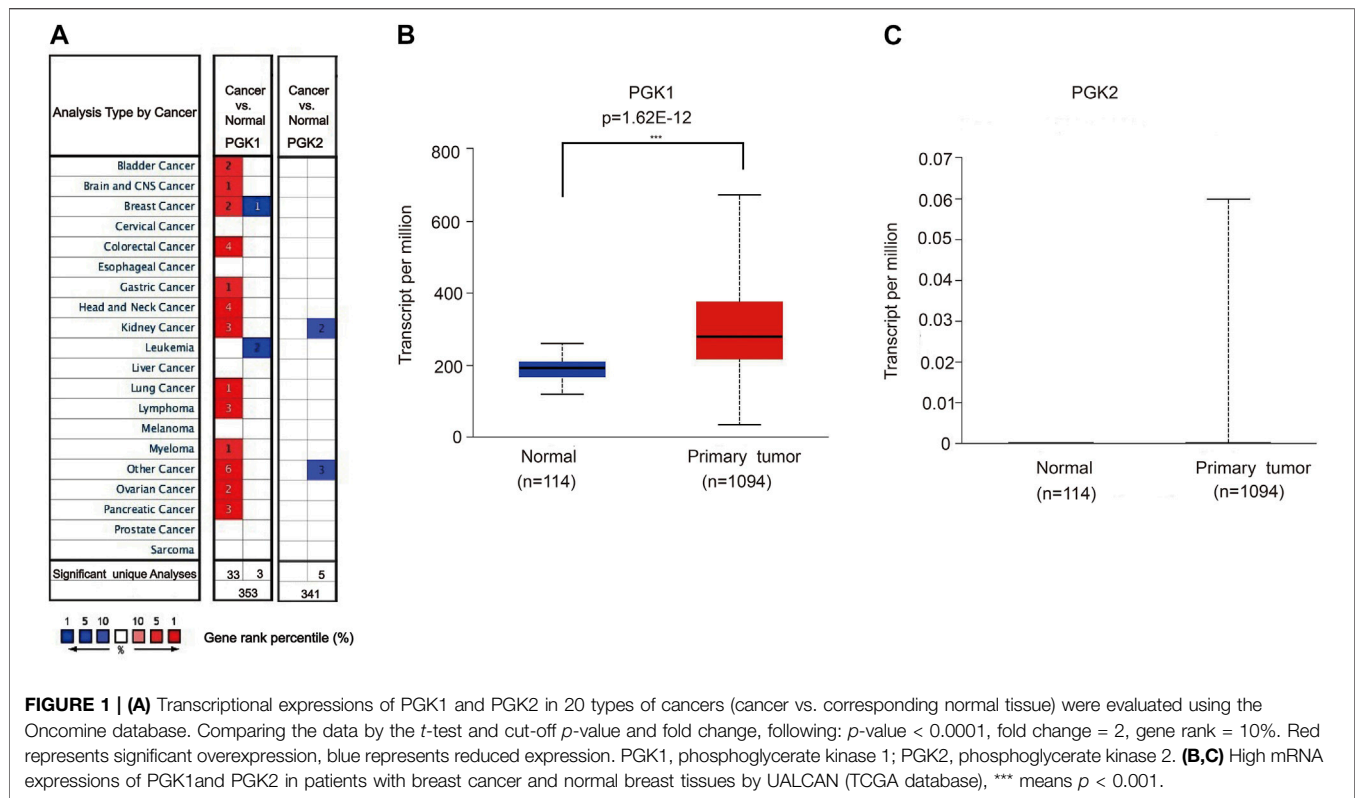 A
Analysis Type by Cancer
Cancer
vs.
Normal
PGK1
Cancer
vs.
Normal
PGK2
Bladder Cancer 2
Brain and CNS Cancer 1
Breast Cancer 2 1
Cervical Cancer
Colorectal Cancer 4
Esophageal Cancer
Gastric Cancer 1
Head and Neck Cancer 4
Kidney Cancer 3 2
Leukemia 2
Liver Cancer
Lung Cancer 1
Lymphoma 3
Melanoma
Myeloma 1
Other Cancer 6 3
Ovarian Cancer 2
Pancreatic Cancer 3
Prostate Cancer
Sarcoma
Significant unique Analyses 33 3 5
353 341
1 5 10 10 5 1
%
Gene rank percentile (%)
B
PGK1
p=1.62E-12
***
Transcript per million
800
600
400
200
0
Normal
(n=114)
Primary tumor
(n=1094)
C
PGK2
Transcript per million
0.07
0.06
0.05
0.04
0.03
0.02
0.01
0
Normal
(n=114)
Primary tumor
(n=1094)
FIGURE 1 | (A) Transcriptional expressions of PGK1 and PGK2 in 20 types of cancers (cancer vs. corresponding normal tissue) were evaluated using the
Oncomine database. Comparing the data by the t-test and cut-off p-value and fold change, following: p-value < 0.0001, fold change = 2, gene rank = 10%. Red
represents significant overexpression, blue represents reduced expression. PGK1, phosphoglycerate kinase 1; PGK2, phosphoglycerate kinase 2. (B,C) High mRNA
expressions of PGK1and PGK2 in patients with breast cancer and normal breast tissues by UALCAN (TCGA database), *** means p < 0.001.